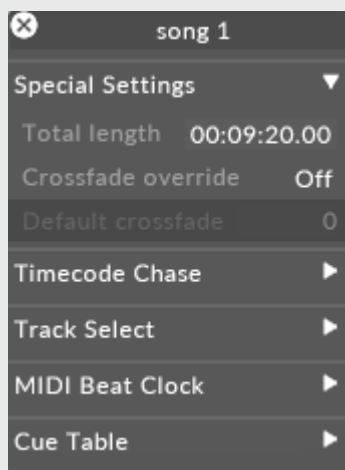 song 1
Special Settings
Total length 00:09:20.00
Crossfade override Off
Default crossfade 0
Timecode Chase
Track Select
MIDI Beat Clock
Cue Table